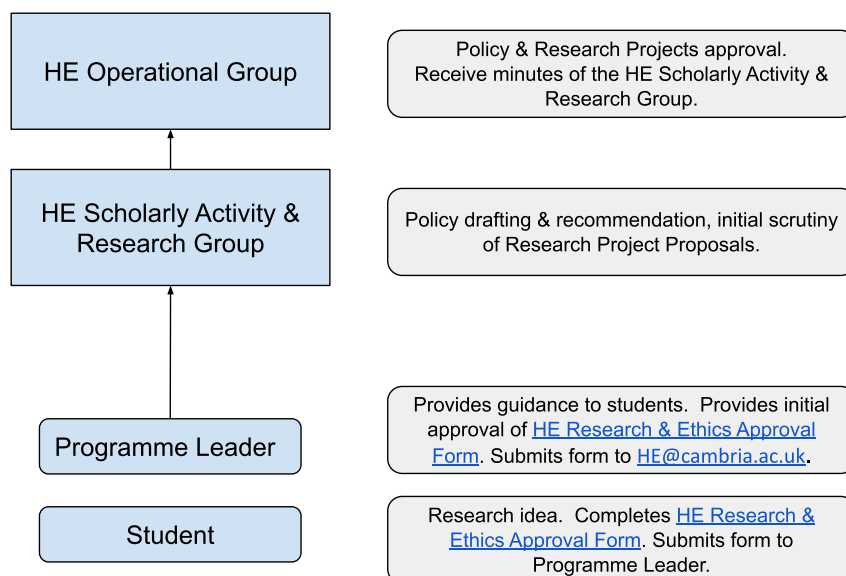 HE Operational Group
Policy & Research Projects approval.
Receive minutes of the HE Scholarly Activity &
Research Group.
HE Scholarly Activity &
Research Group
Policy drafting & recommendation, initial scrutiny
of Research Project Proposals.
Programme Leader
Provides guidance to students.  Provides initial
approval of HE Research & Ethics Approval
Form. Submits form to HE@cambria.ac.uk.
Student
Research idea.  Completes HE Research &
Ethics Approval Form. Submits form to
Programme Leader.